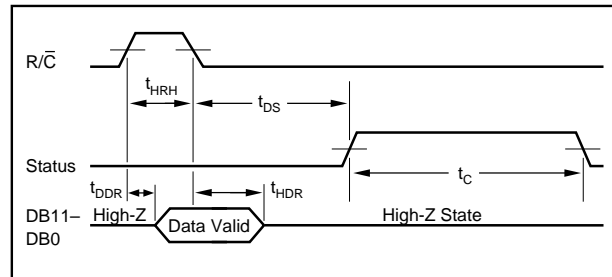 R/C̅
tHRH
tDS
Status
tC
tDDR
tHDR
DB11–
DB0
High-Z
Data Valid
High-Z State